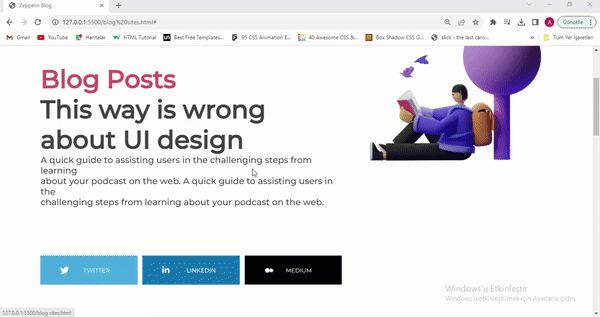 Zeppelin Blog
127.0.0.1:5500/blog%20sites.html#
Güncelle
Gmail
YouTube
Haritalar
HTML Tutorial
Best Free Templates...
95 CSS Animation E...
40 Awesome CSS &...
Box Shadow CSS G...
slick - the last caro...
Tüm Yer İşaretleri
Blog Posts
This way is wrong
about UI design
A quick guide to assisting users in the challenging steps from
learning
about your podcast on the web. A quick guide to assisting users in
the
challenging steps from learning about your podcast on the web.
TWITTER
LINKEDIN
MEDIUM
Windows'u Etkinleştir
Windows'u etkinleştirmek için Ayarlar'a gidin.
127.0.0.1:5500/blog sites.html